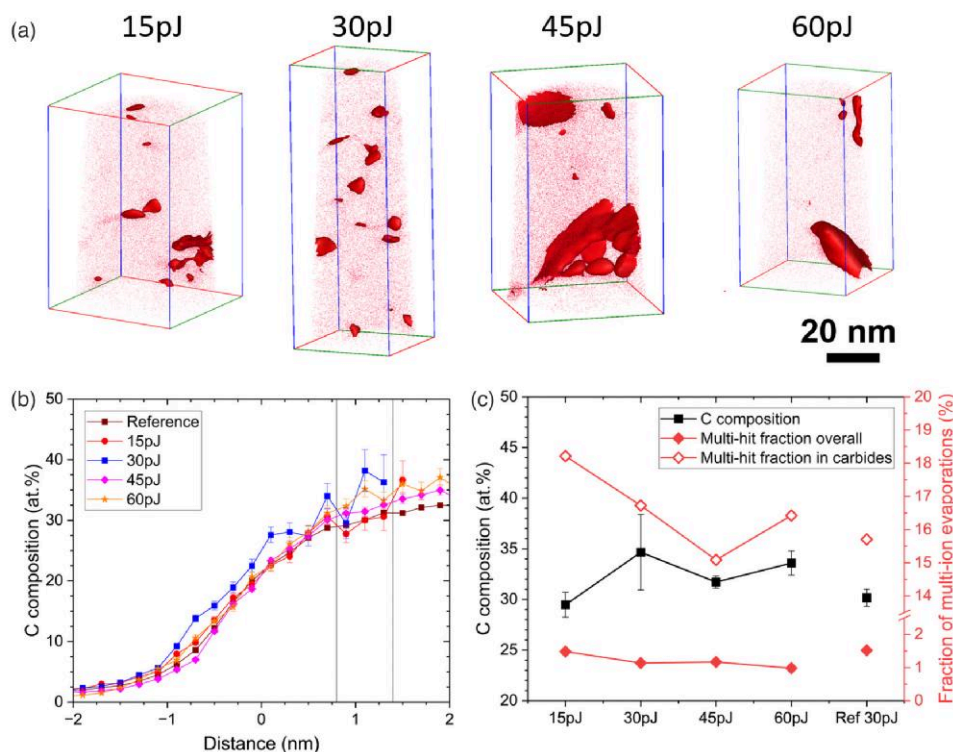 (a)
15pJ 30pJ 45pJ 60pJ
20 nm
(b)
C composition (at.%)
50
40
30
20
10
0
Reference
15pJ
30pJ
45pJ
60pJ
−2 −1 0 1 2
Distance (nm)
(c)
C composition (at.%)
50
45
40
35
30
25
20
C composition
Multi-hit fraction overall
Multi-hit fraction in carbides
20
19
18
17
16
15
14
2
1
0
Fraction of multi-ion evaporations (%)
15pJ 30pJ 45pJ 60pJ Ref 30pJ